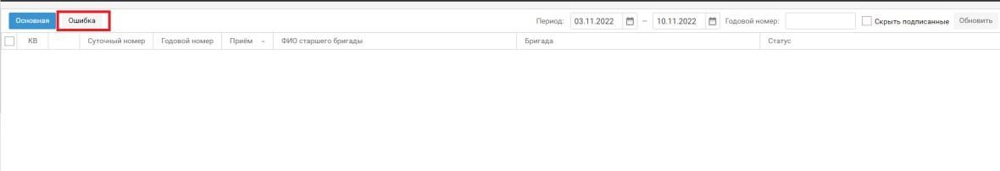 Основная Ошибка Период: 03.11.2022 – 10.11.2022 Годовой номер: Скрыть подписанные Обновить
КВ Суточный номер Годовой номер Приём ФИО старшего бригады Бригада Статус